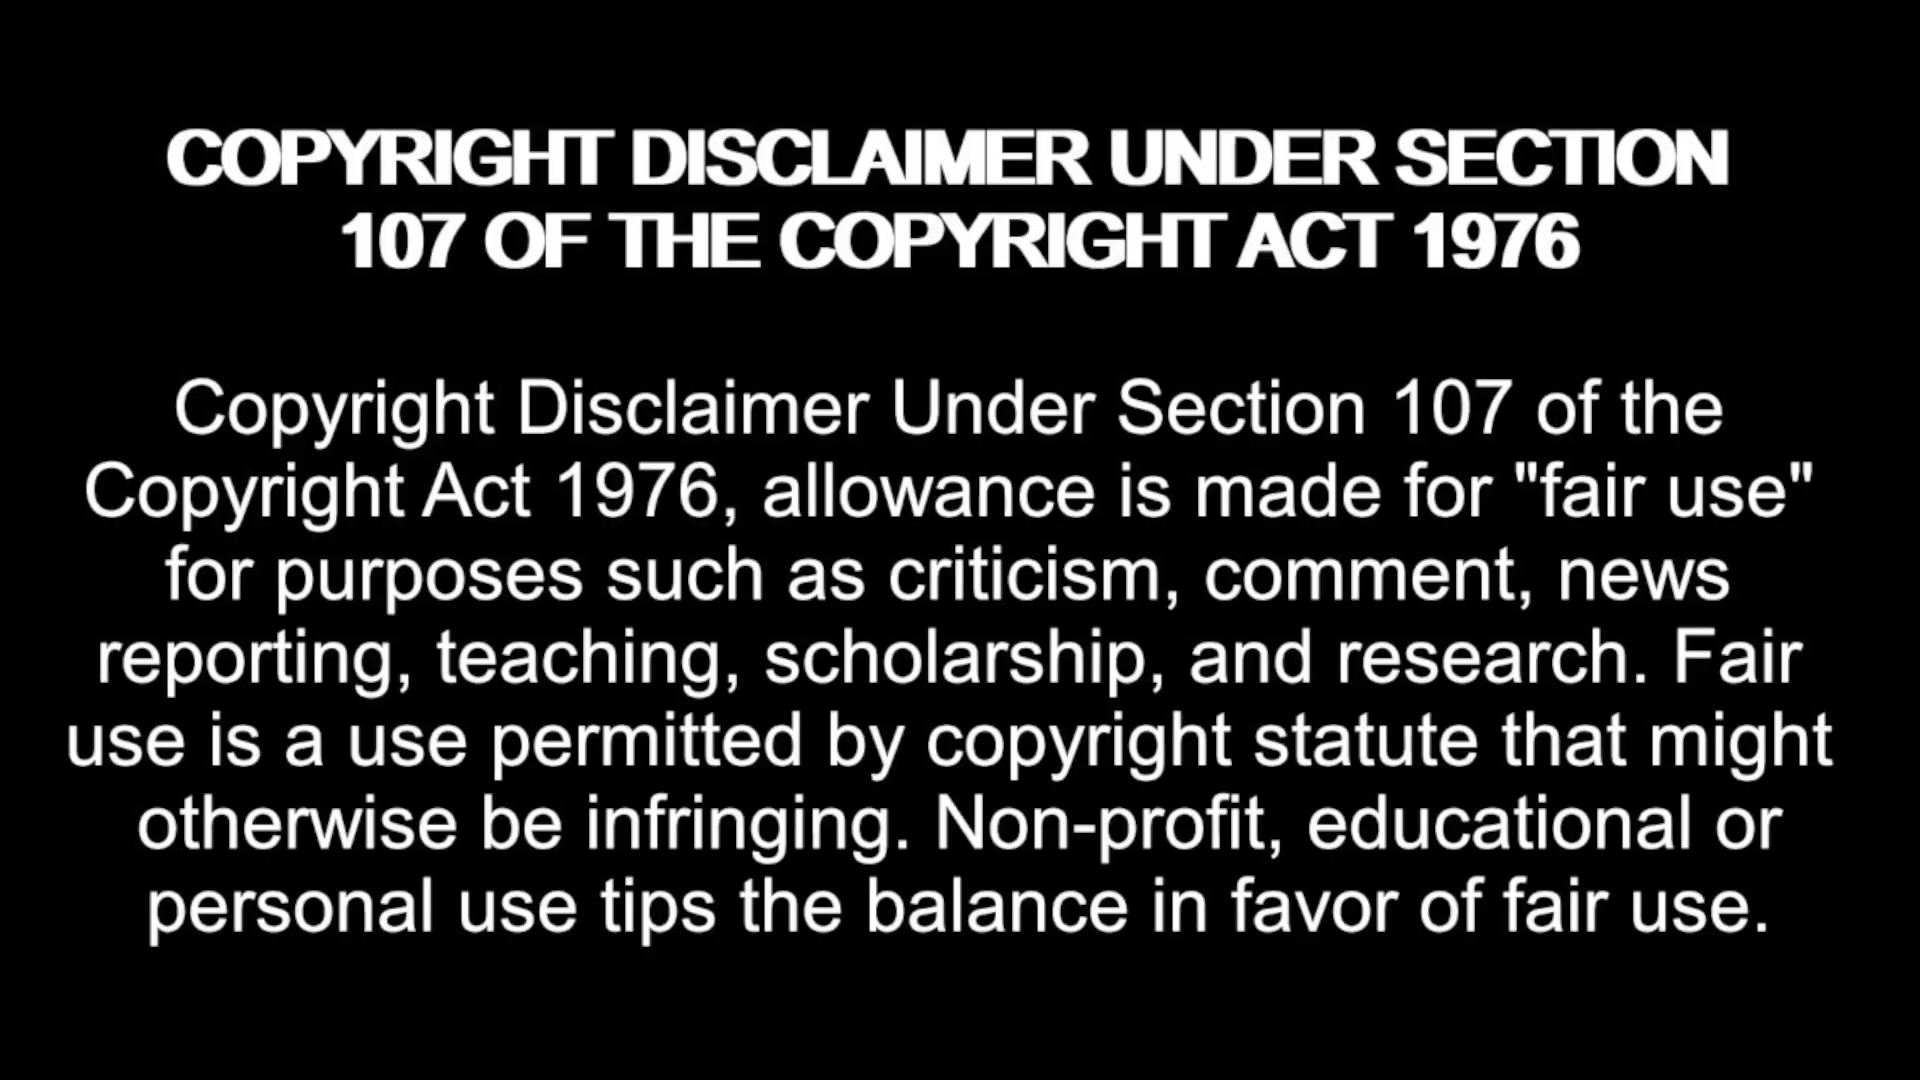 COPYRIGHT DISCLAIMER UNDER SECTION
107 OF THE COPYRIGHT ACT 1976
Copyright Disclaimer Under Section 107 of the
Copyright Act 1976, allowance is made for "fair use"
for purposes such as criticism, comment, news
reporting, teaching, scholarship, and research. Fair
use is a use permitted by copyright statute that might
otherwise be infringing. Non-profit, educational or
personal use tips the balance in favor of fair use.